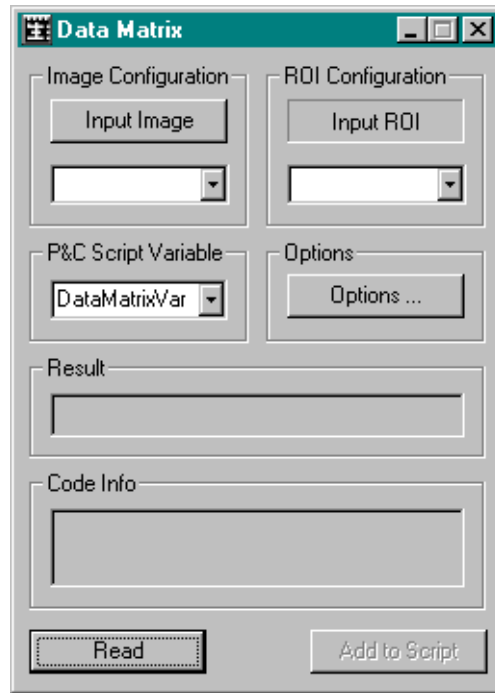 Data Matrix
Image Configuration
Input Image
ROI Configuration
Input ROI
P&C Script Variable
DataMatrixVar
Options
Options ...
Result
Code Info
Read
Add to Script